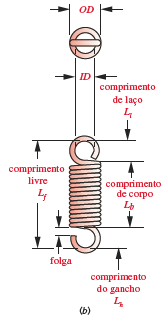 OD
ID
comprimento
de laço
L_l
comprimento
livre
L_f
comprimento
de corpo
L_b
folga
comprimento
do gancho
L_h
(b)